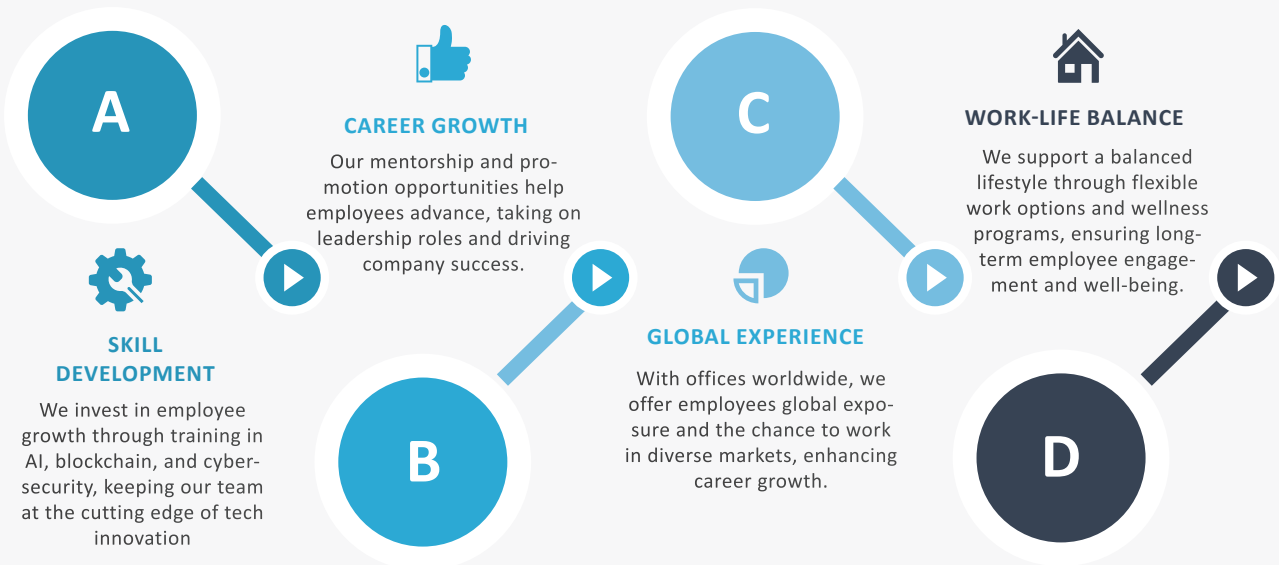 A
SKILL
DEVELOPMENT
We invest in employee
growth through training in
AI, blockchain, and cyber-
security, keeping our team
at the cutting edge of tech
innovation
CAREER GROWTH
Our mentorship and pro-
motion opportunities help
employees advance, taking on
leadership roles and driving
company success.
B
C
GLOBAL EXPERIENCE
With offices worldwide, we
offer employees global expo-
sure and the chance to work
in diverse markets, enhancing
career growth.
WORK-LIFE BALANCE
We support a balanced
lifestyle through flexible
work options and wellness
programs, ensuring long-
term employee engage-
ment and well-being.
D